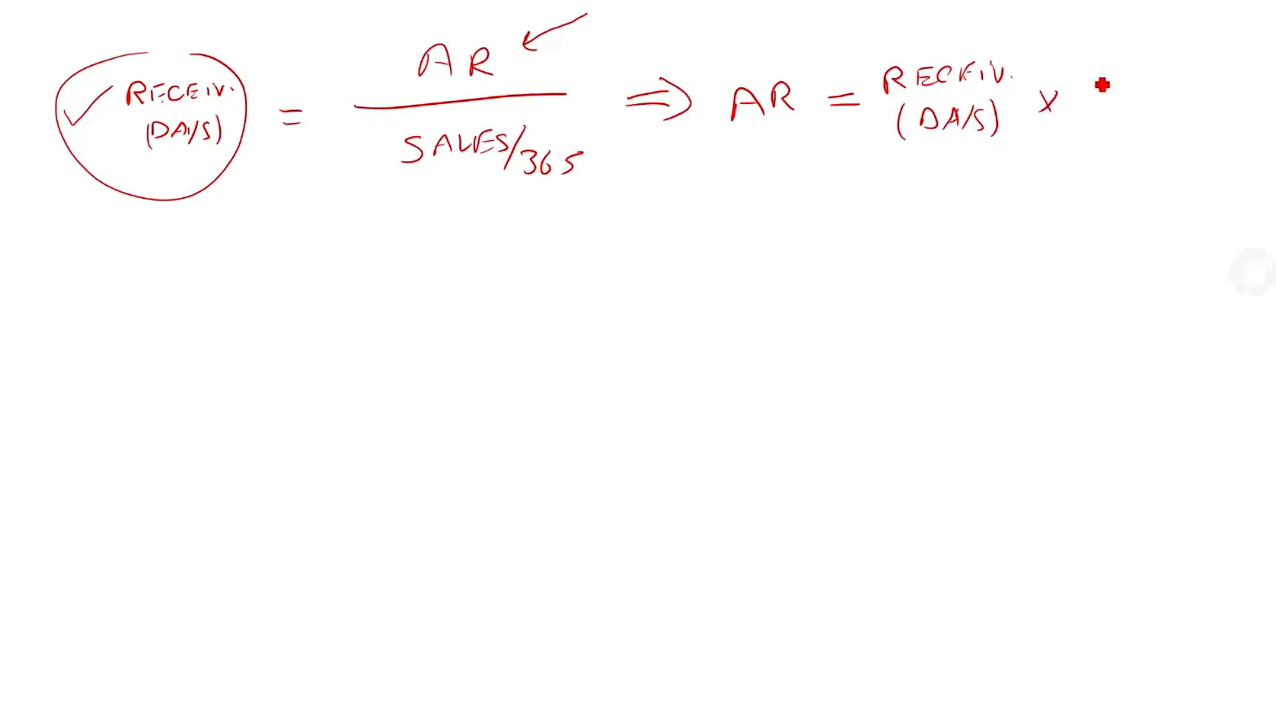 ✓ RECEIV. (DAYS) = AR / SALES/365 ⇒ AR = RECEIV. (DAYS) ×